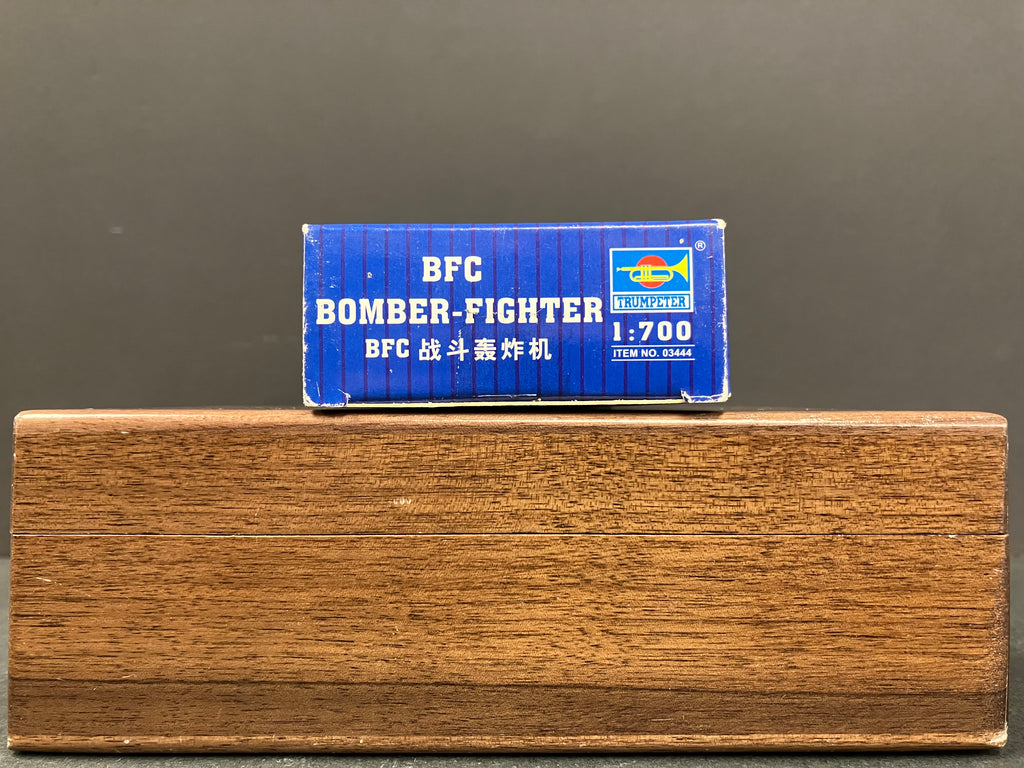 BFC
BOMBER-FIGHTER
BFC 战斗轰炸机
®
TRUMPETER
1:700
ITEM NO. 03444